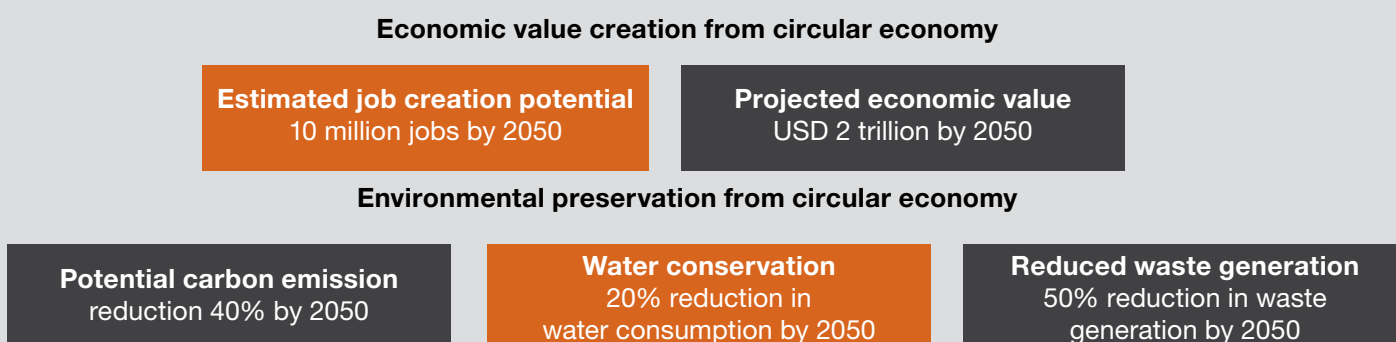 Economic value creation from circular economy
Estimated job creation potential
10 million jobs by 2050
Projected economic value
USD 2 trillion by 2050
Environmental preservation from circular economy
Potential carbon emission
reduction 40% by 2050
Water conservation
20% reduction in
water consumption by 2050
Reduced waste generation
50% reduction in waste
generation by 2050